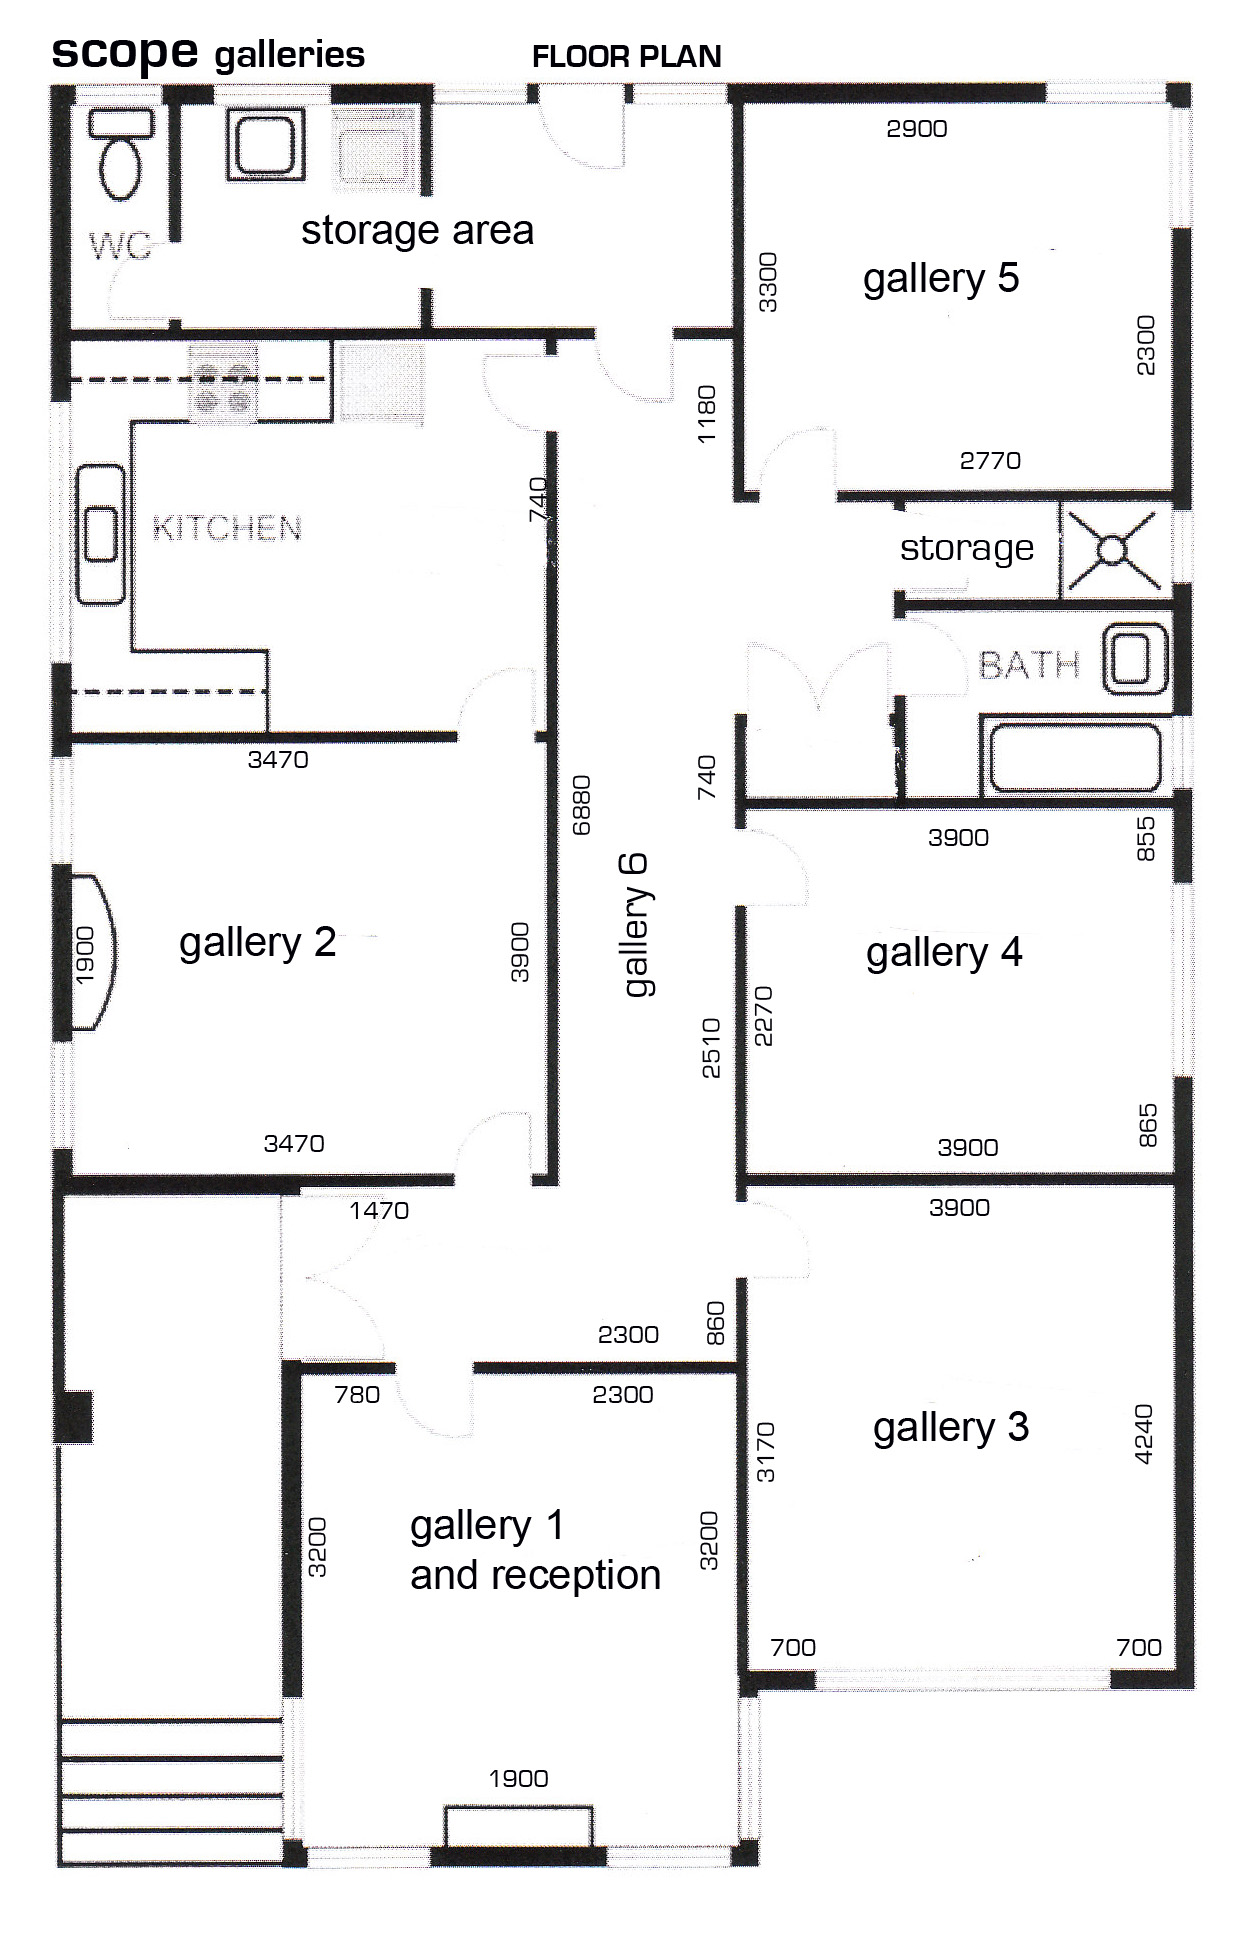 scope galleries
FLOOR PLAN
2900
WC
storage area
3300
gallery 5
2300
1180
2770
740
KITCHEN
storage
BATH
3470
740
6880
3900
855
gallery 6
1900
gallery 2
3900
gallery 4
2270
2510
865
3470
3900
1470
3900
860
2300
780
2300
3170
gallery 3
4240
3200
gallery 1
and reception
3200
700
700
1900